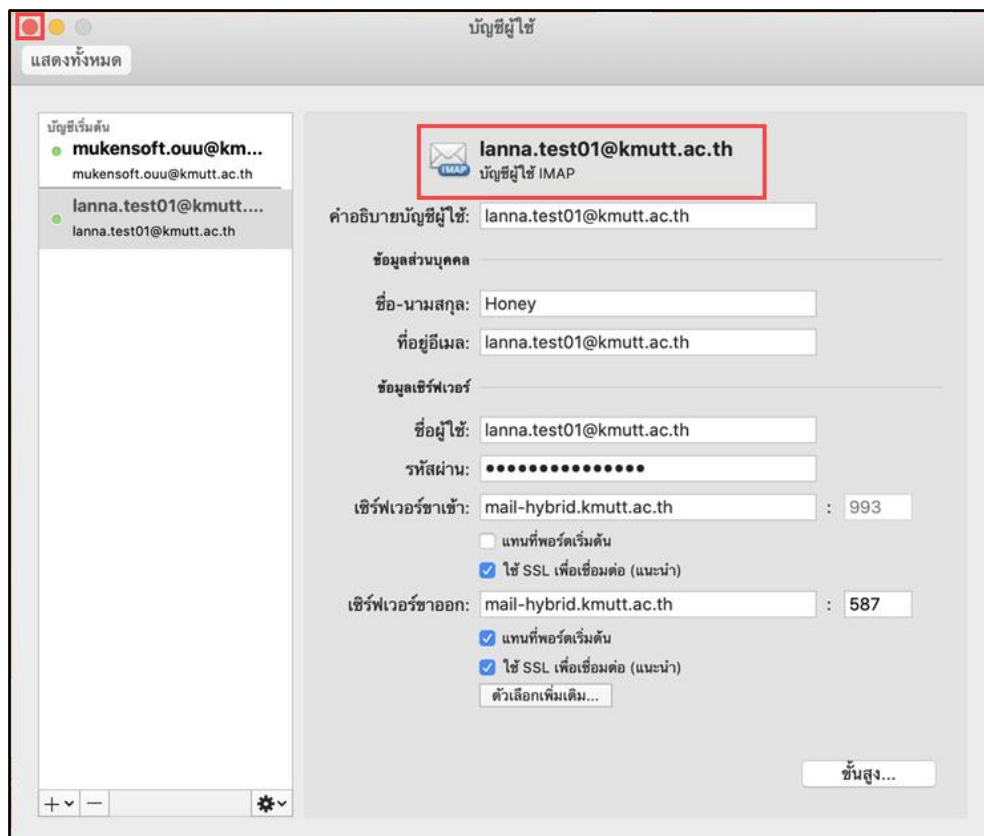 บัญชีผู้ใช้
แสดงทั้งหมด
บัญชีเริ่มต้น
mukensoft.ouu@km...
mukensoft.ouu@kmutt.ac.th
lanna.test01@kmutt....
lanna.test01@kmutt.ac.th
lanna.test01@kmutt.ac.th
IMAP
บัญชีผู้ใช้ IMAP
คำอธิบายบัญชีผู้ใช้: lanna.test01@kmutt.ac.th
ข้อมูลส่วนบุคคล
ชื่อ-นามสกุล: Honey
ที่อยู่อีเมล: lanna.test01@kmutt.ac.th
ข้อมูลเซิร์ฟเวอร์
ชื่อผู้ใช้: lanna.test01@kmutt.ac.th
รหัสผ่าน: •••••••••••••••
เซิร์ฟเวอร์ขาเข้า: mail-hybrid.kmutt.ac.th : 993
แทนที่พอร์ตเริ่มต้น
ใช้ SSL เพื่อเชื่อมต่อ (แนะนำ)
เซิร์ฟเวอร์ขาออก: mail-hybrid.kmutt.ac.th : 587
แทนที่พอร์ตเริ่มต้น
ใช้ SSL เพื่อเชื่อมต่อ (แนะนำ)
ตัวเลือกเพิ่มเติม...
ขั้นสูง...